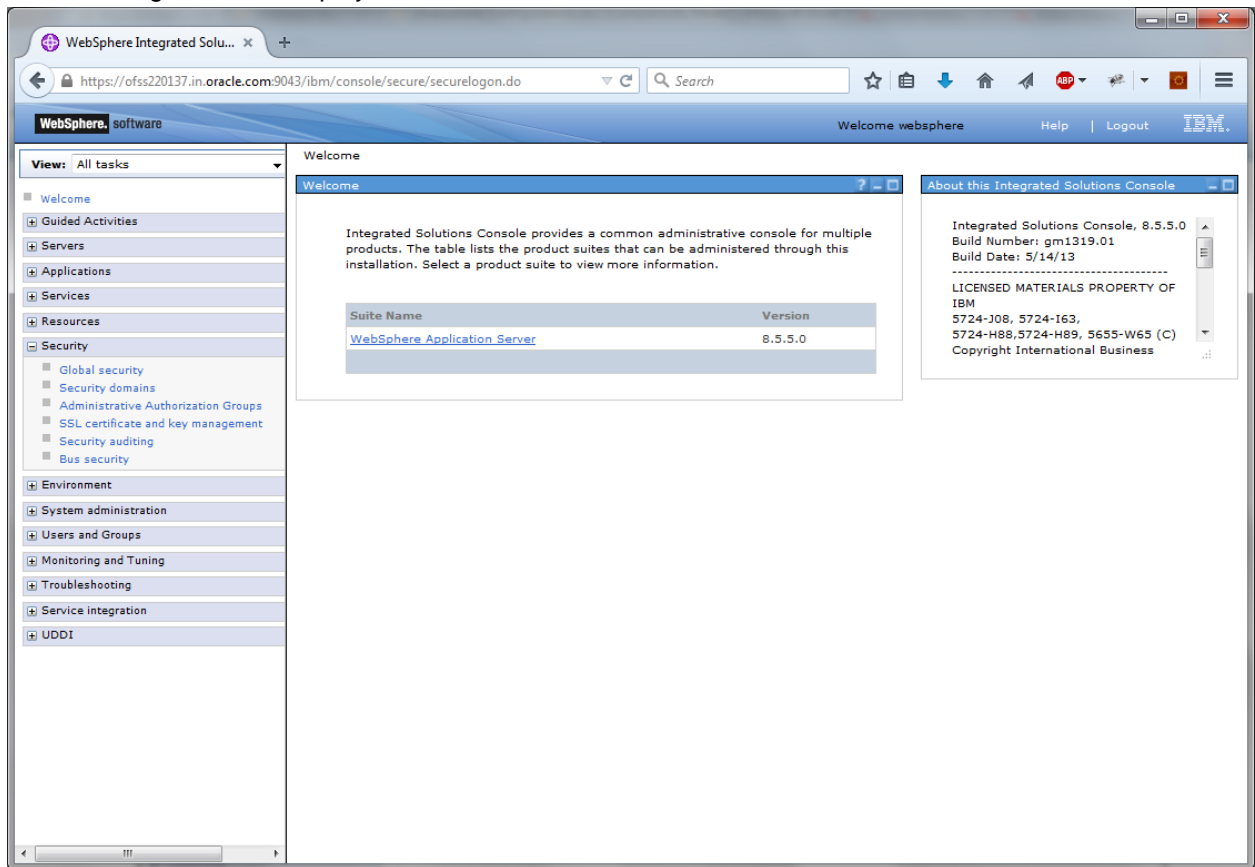 WebSphere Integrated Solu...
https://ofss220137.in.oracle.com:9043/ibm/console/secure/securelogon.do
Search
ABP
WebSphere. software
Welcome websphere
Help | Logout
IBM.
View: All tasks
Welcome
Guided Activities
Servers
Applications
Services
Resources
Security
Global security
Security domains
Administrative Authorization Groups
SSL certificate and key management
Security auditing
Bus security
Environment
System administration
Users and Groups
Monitoring and Tuning
Troubleshooting
Service integration
UDDI
Welcome
Welcome
Integrated Solutions Console provides a common administrative console for multiple
products. The table lists the product suites that can be administered through this
installation. Select a product suite to view more information.
Suite Name Version
WebSphere Application Server 8.5.5.0
About this Integrated Solutions Console
Integrated Solutions Console, 8.5.5.0
Build Number: gm1319.01
Build Date: 5/14/13
----------------------------------------
LICENSED MATERIALS PROPERTY OF
IBM
5724-J08, 5724-I63,
5724-H88,5724-H89, 5655-W65 (C)
Copyright International Business